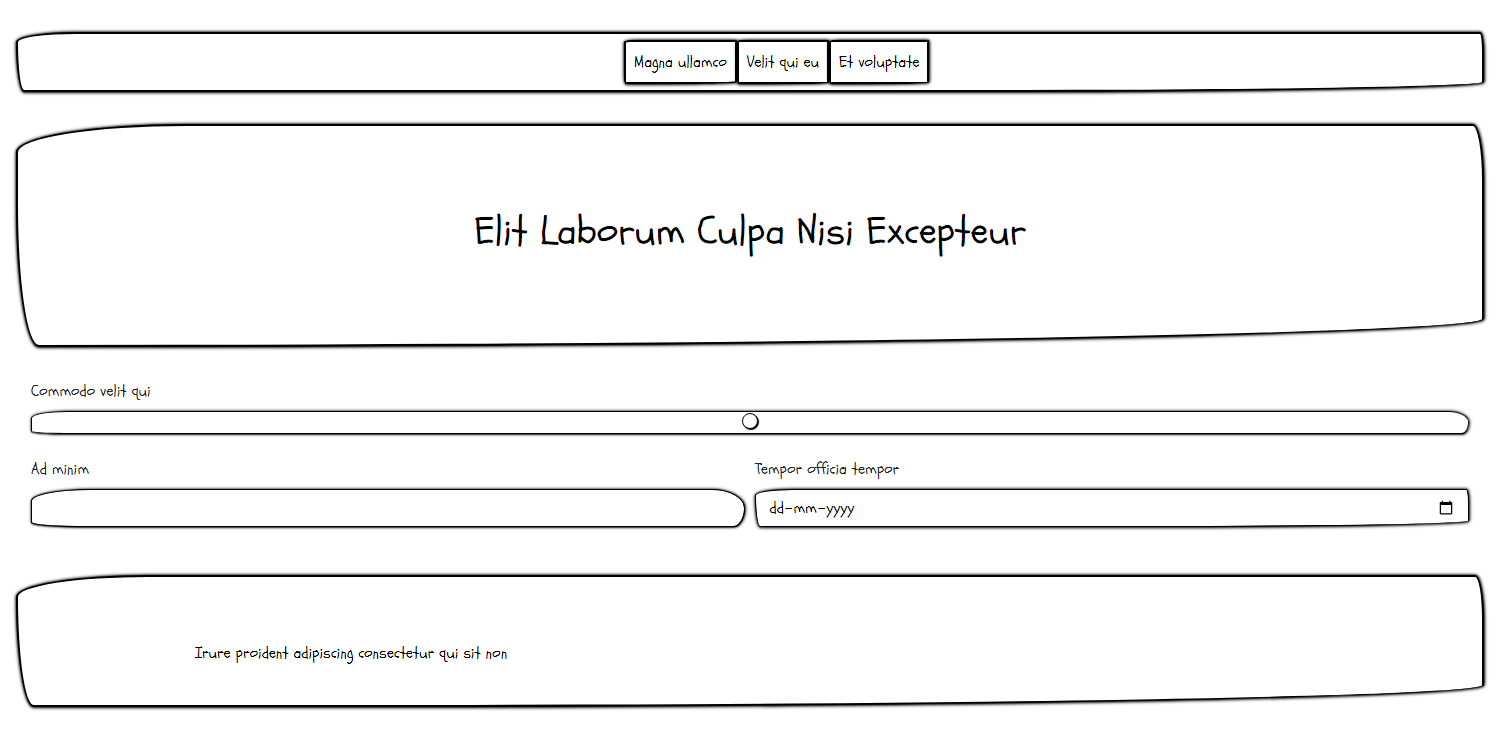 Magna ullamco Velit qui eu Et voluptate
Elit Laborum Culpa Nisi Excepteur
Commodo velit qui
Ad minim Tempor officia tempor
dd-mm-yyyy
Irure proident adipiscing consectetur qui sit non